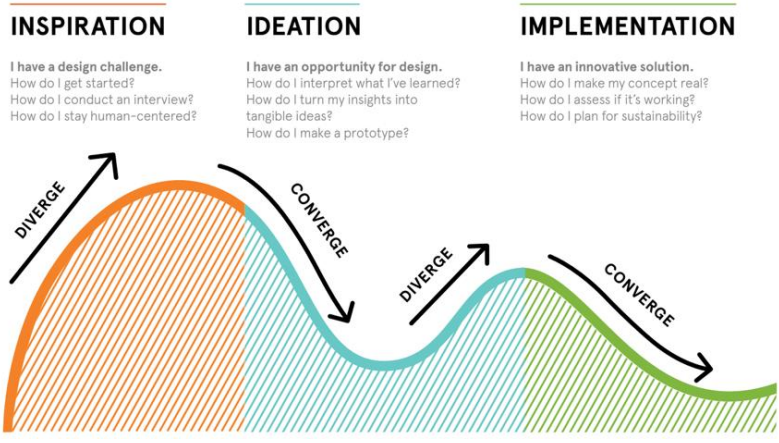 INSPIRATION
I have a design challenge.
How do I get started?
How do I conduct an interview?
How do I stay human-centered?
IDEATION
I have an opportunity for design.
How do I interpret what I've learned?
How do I turn my insights into
tangible ideas?
How do I make a prototype?
IMPLEMENTATION
I have an innovative solution.
How do I make my concept real?
How do I assess if it's working?
How do I plan for sustainability?
DIVERGE
CONVERGE
DIVERGE
CONVERGE